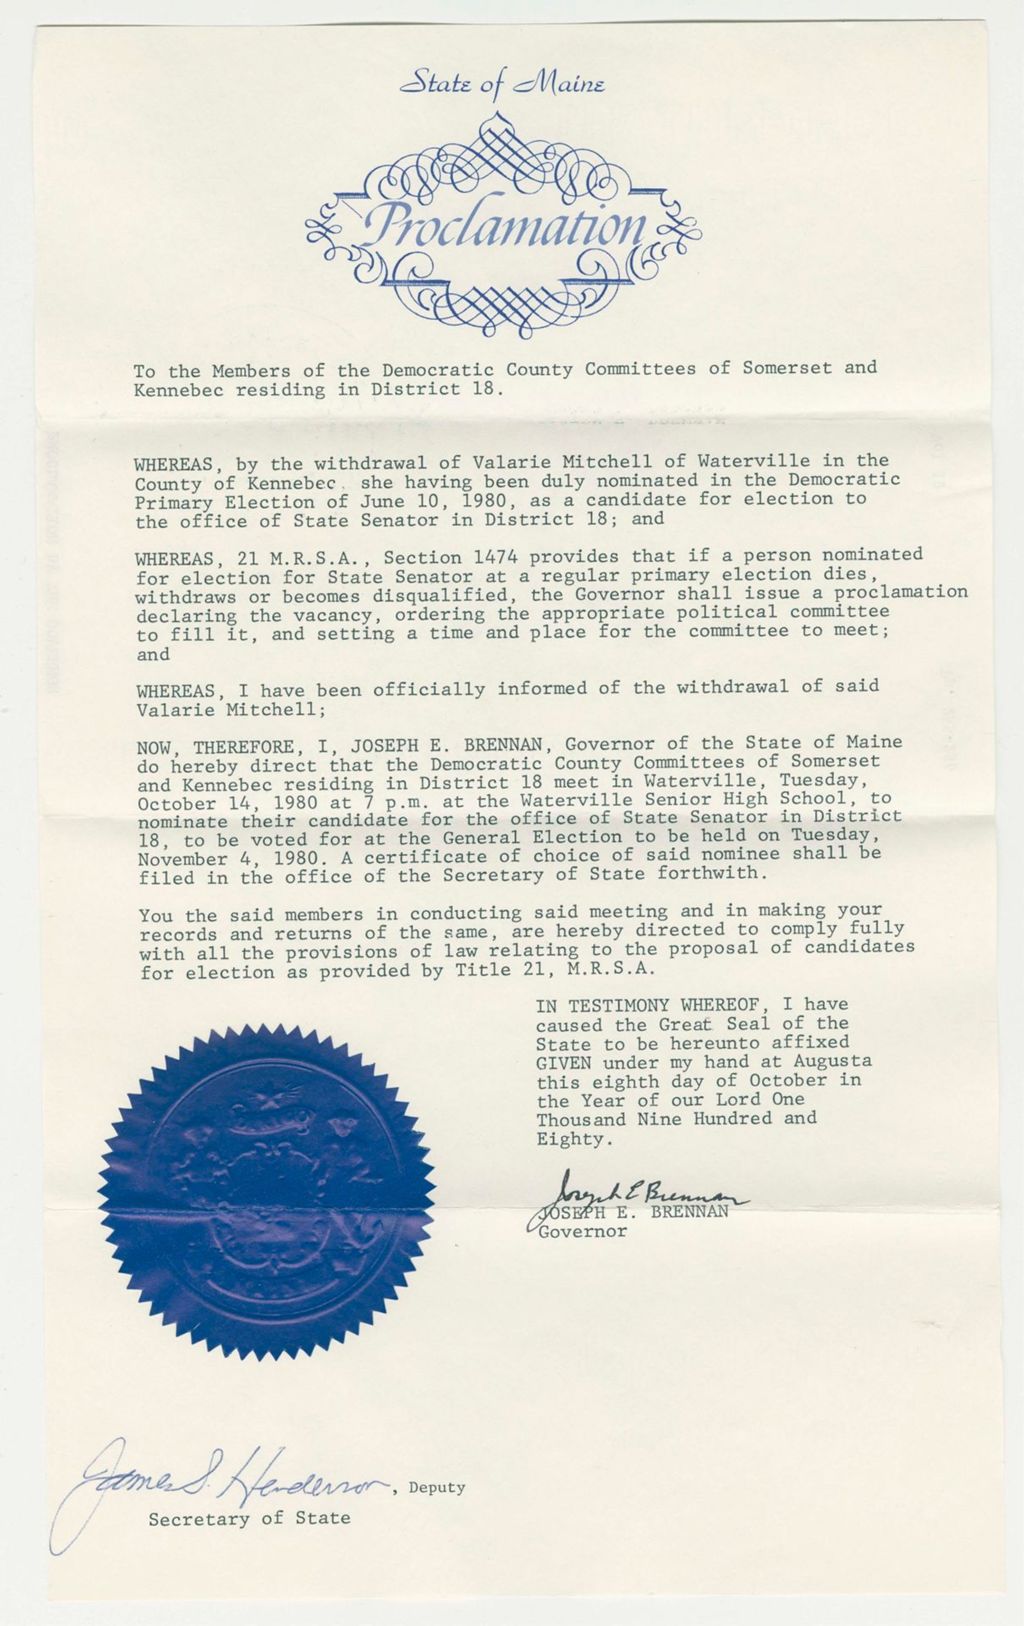 State of Maine
Proclamation
To the Members of the Democratic County Committees of Somerset and
Kennebec residing in District 18.
WHEREAS, by the withdrawal of Valarie Mitchell of Waterville in the
County of Kennebec, she having been duly nominated in the Democratic
Primary Election of June 10, 1980, as a candidate for election to
the office of State Senator in District 18; and
WHEREAS, 21 M.R.S.A., Section 1474 provides that if a person nominated
for election for State Senator at a regular primary election dies,
withdraws or becomes disqualified, the Governor shall issue a proclamation
declaring the vacancy, ordering the appropriate political committee
to fill it, and setting a time and place for the committee to meet;
and
WHEREAS, I have been officially informed of the withdrawal of said
Valarie Mitchell;
NOW, THEREFORE, I, JOSEPH E. BRENNAN, Governor of the State of Maine
do hereby direct that the Democratic County Committees of Somerset
and Kennebec residing in District 18 meet in Waterville, Tuesday,
October 14, 1980 at 7 p.m. at the Waterville Senior High School, to
nominate their candidate for the office of State Senator in District
18, to be voted for at the General Election to be held on Tuesday,
November 4, 1980. A certificate of choice of said nominee shall be
filed in the office of the Secretary of State forthwith.
You the said members in conducting said meeting and in making your
records and returns of the same, are hereby directed to comply fully
with all the provisions of law relating to the proposal of candidates
for election as provided by Title 21, M.R.S.A.
IN TESTIMONY WHEREOF, I have
caused the Great Seal of the
State to be hereunto affixed
GIVEN under my hand at Augusta
this eighth day of October in
the Year of our Lord One
Thousand Nine Hundred and
Eighty.
Joseph E Brennan
JOSEPH E. BRENNAN
Governor
James S. Henderson, Deputy
Secretary of State